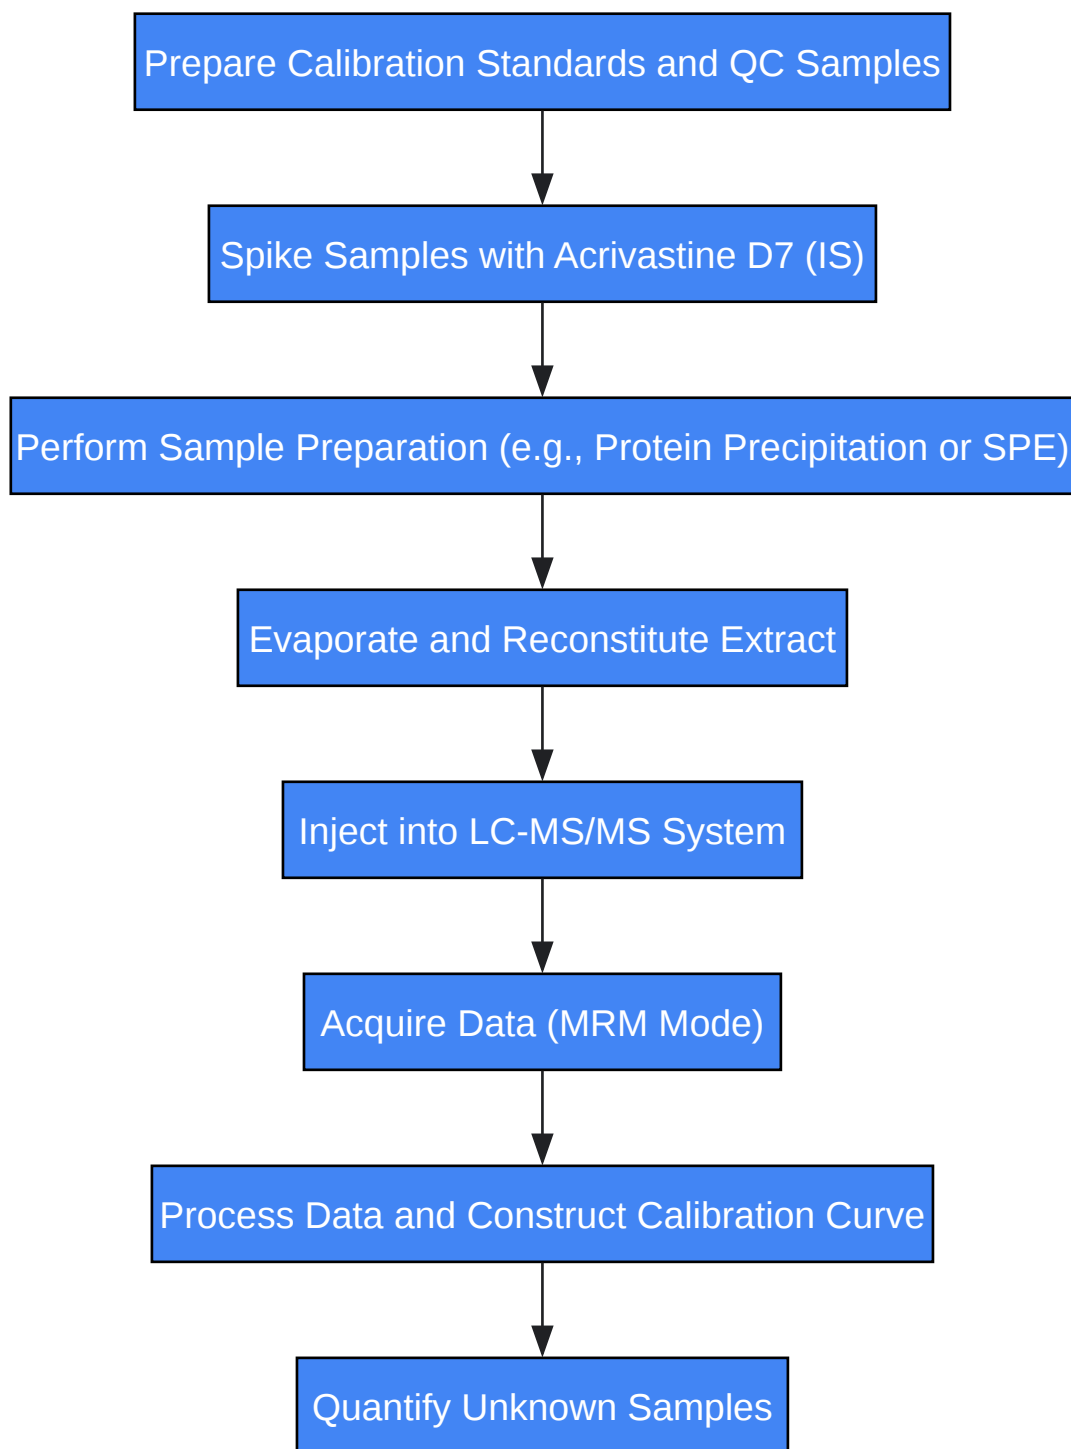 Prepare Calibration Standards and QC Samples
Spike Samples with Acrivastine D7 (IS)
Perform Sample Preparation (e.g., Protein Precipitation or SPE)
Evaporate and Reconstitute Extract
Inject into LC-MS/MS System
Acquire Data (MRM Mode)
Process Data and Construct Calibration Curve
Quantify Unknown Samples